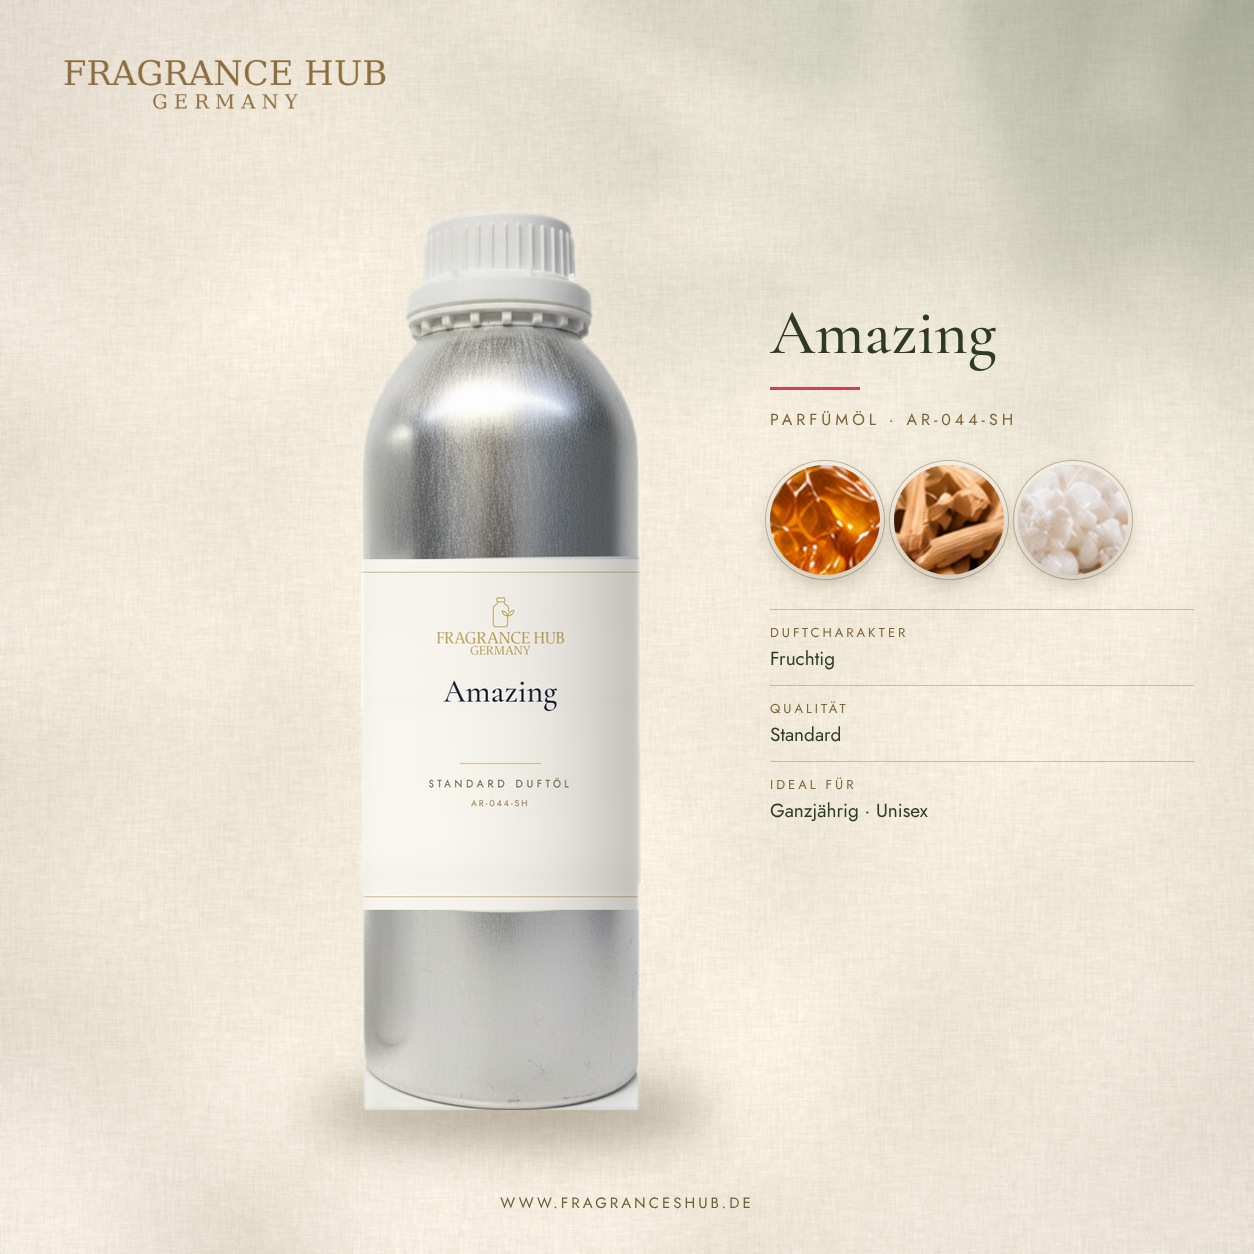 FRAGRANCE HUB
GERMANY
Amazing
PARFÜMÖL · AR-044-SH
DUFTCHARAKTER
Fruchtig
QUALITÄT
Standard
IDEAL FÜR
Ganzjährig · Unisex
FRAGRANCE HUB
GERMANY
Amazing
STANDARD DUFTÖL
AR-044-SH
WWW.FRAGRANCESHUB.DE